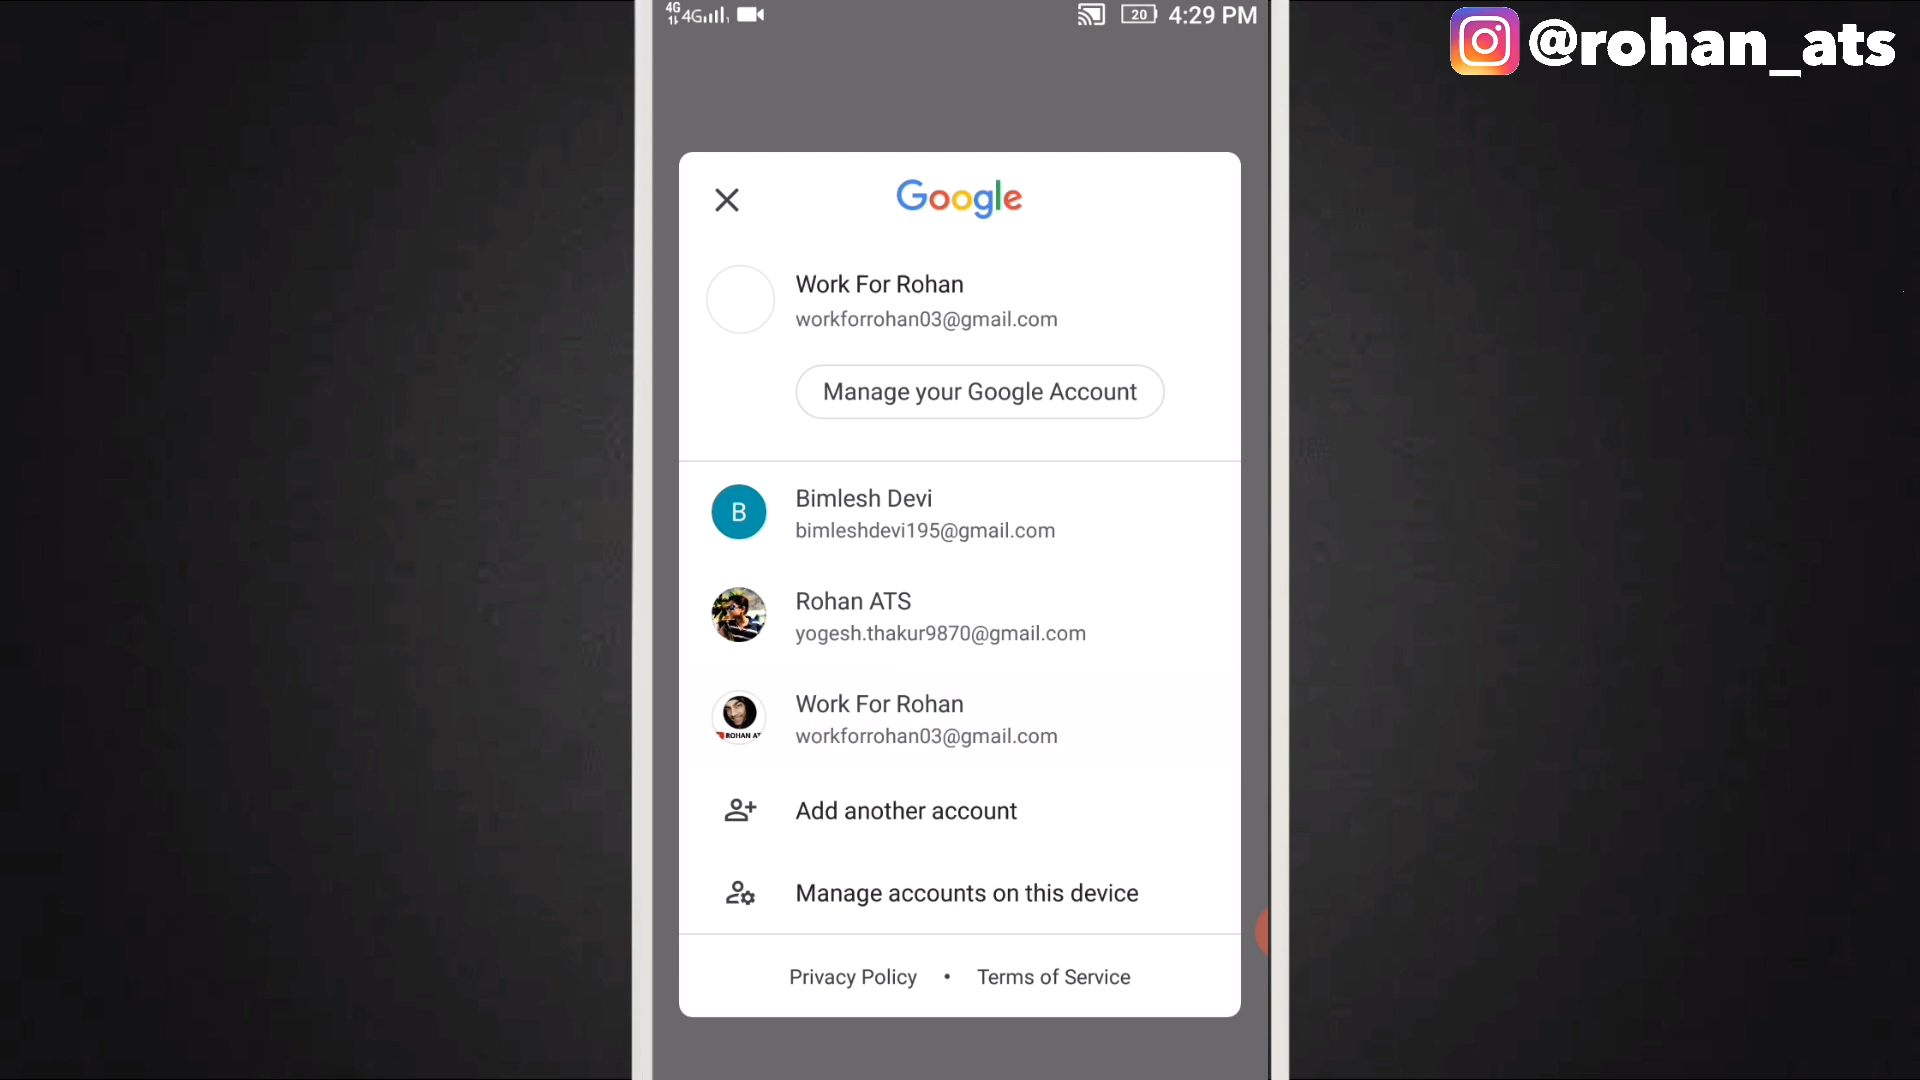 4G 4G 20 4:29 PM
@rohan_ats
Google
Work For Rohan
workforrohan03@gmail.com
Manage your Google Account
B
Bimlesh Devi
bimleshdevi195@gmail.com
Rohan ATS
yogesh.thakur9870@gmail.com
Work For Rohan
workforrohan03@gmail.com
ROHAN AT
Add another account
Manage accounts on this device
Privacy Policy • Terms of Service